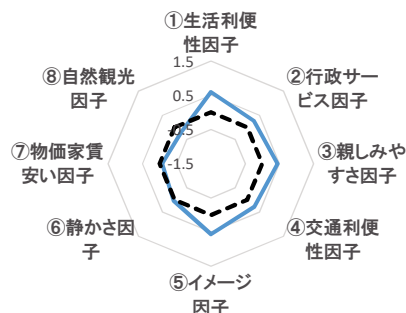 ①生活利便
性因子
②行政サー
ビス因子
③親しみや
すさ因子
④交通利便
性因子
⑤イメージ
因子
⑥静かさ因
子
⑦物価家賃
安い因子
⑧自然観光
因子
1.5
0.5
-0.5
-1.5